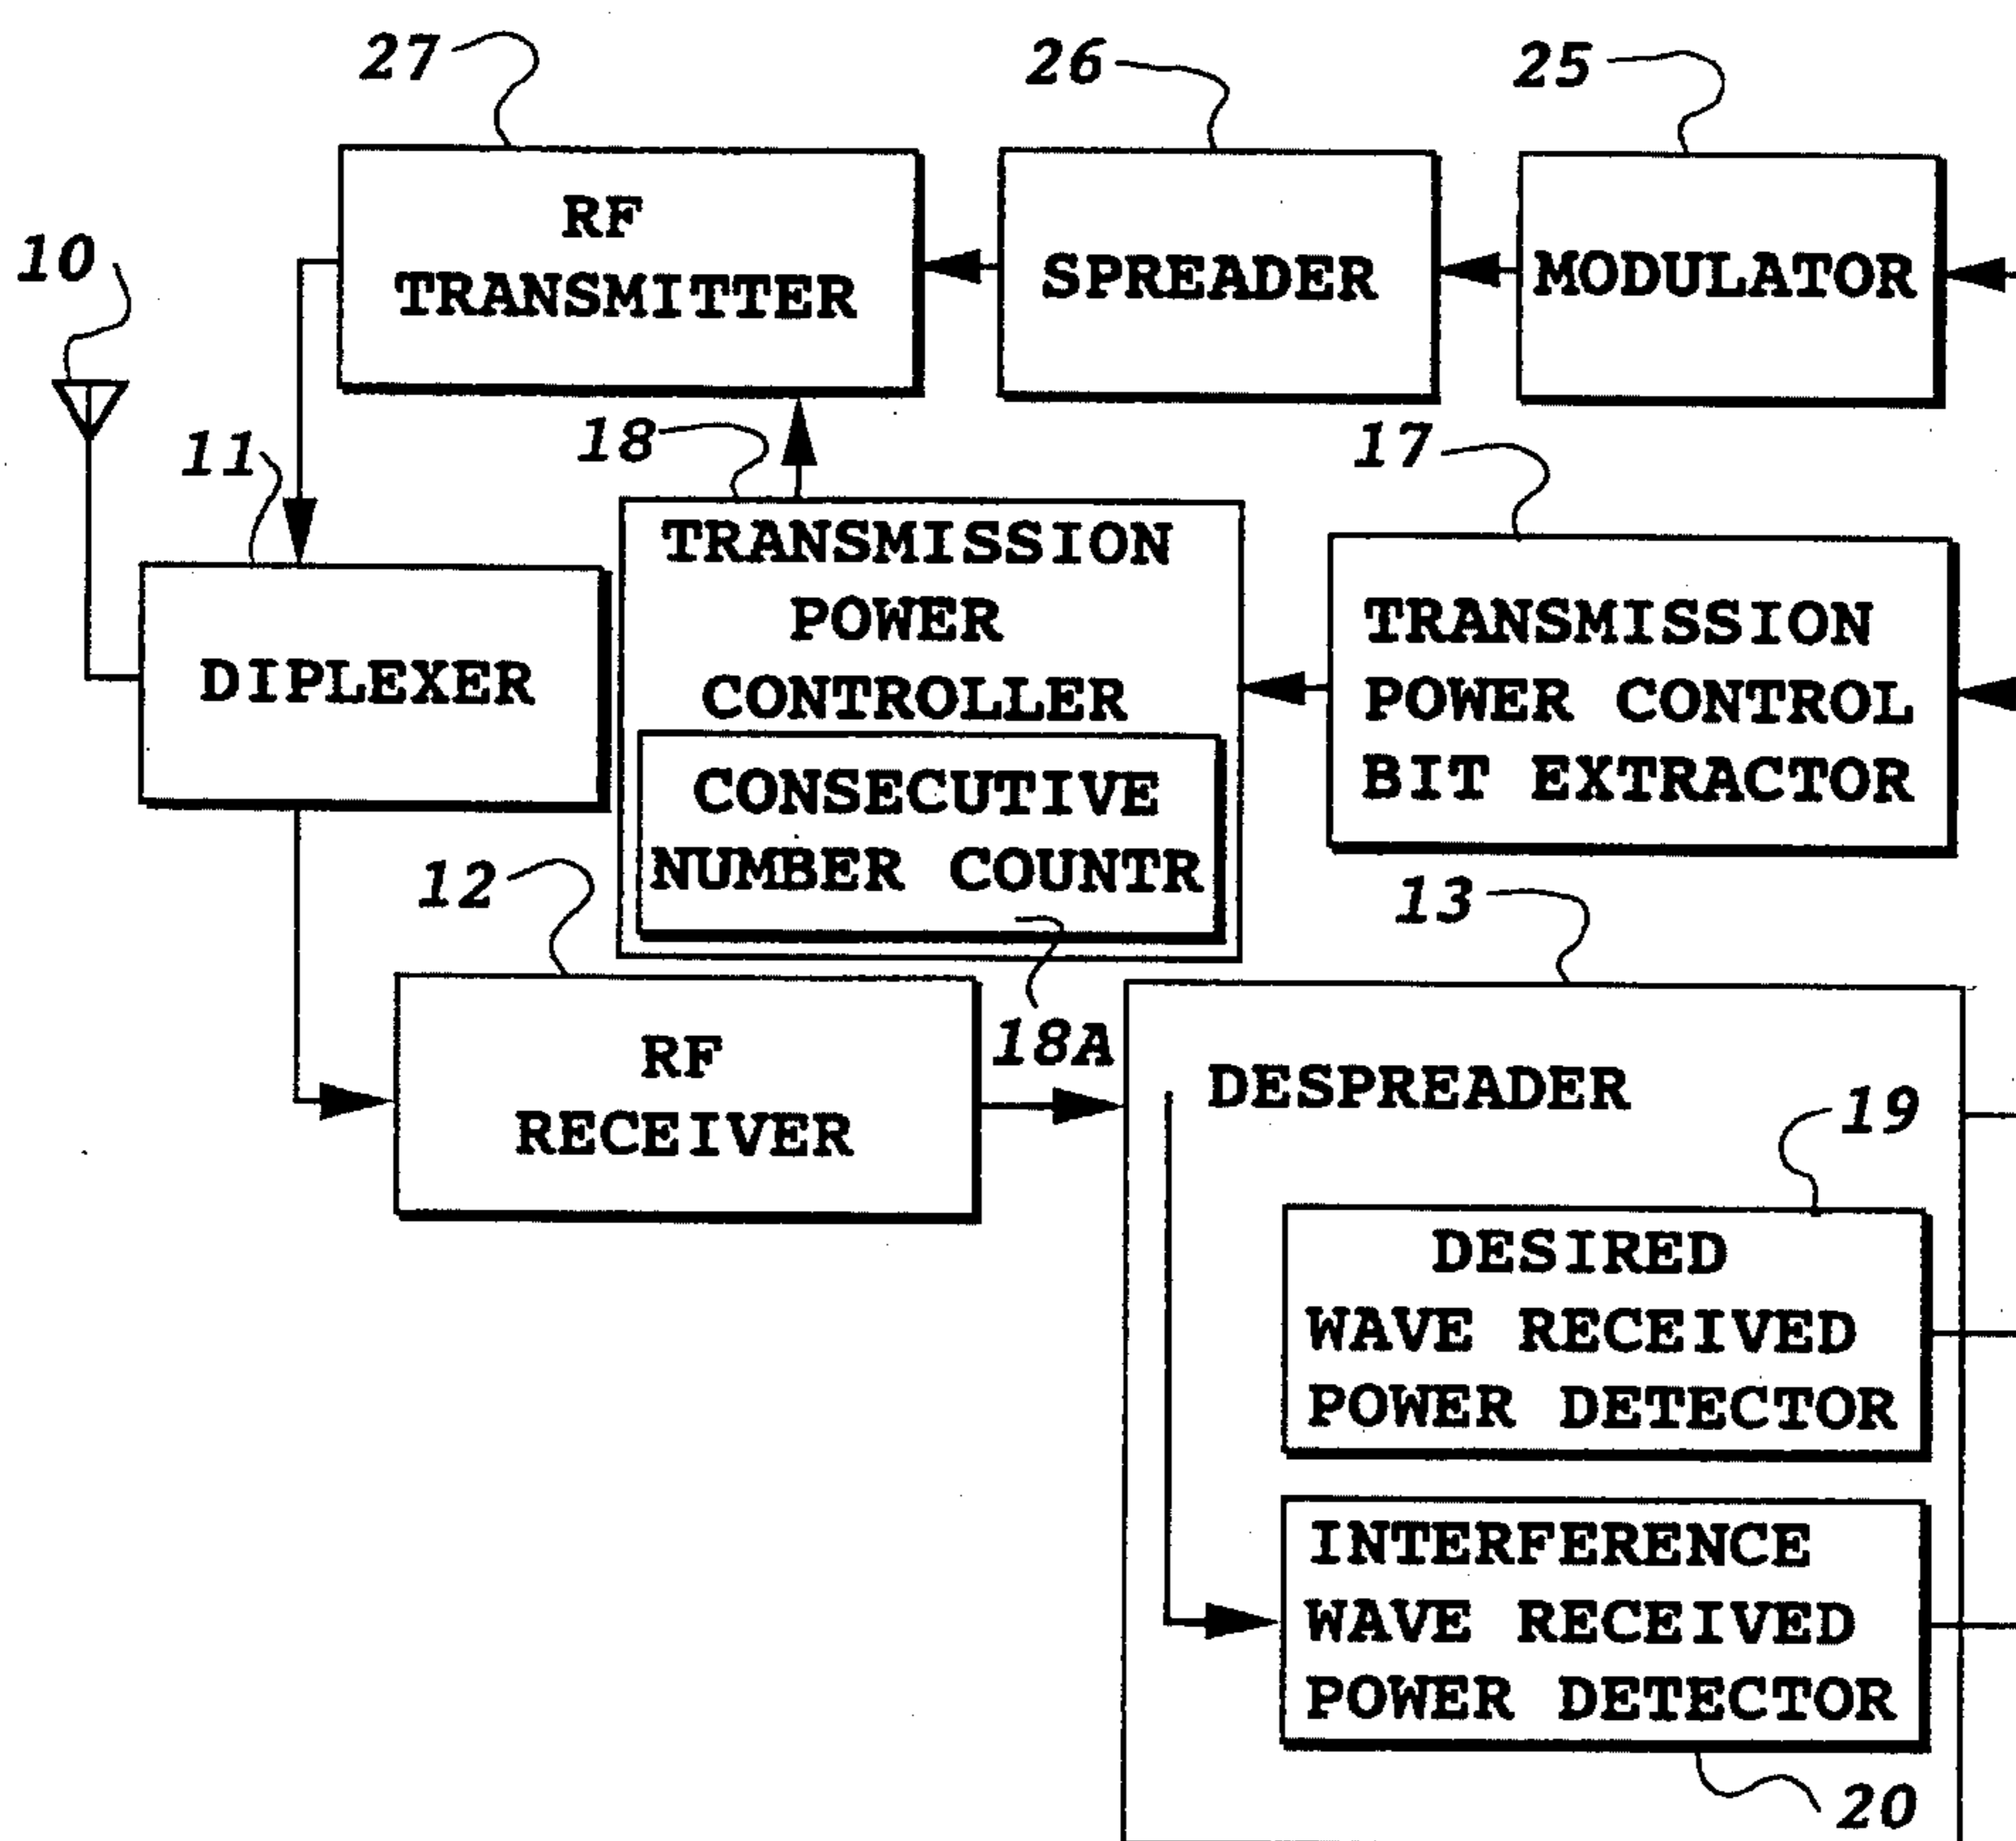 27
26
25
RF
TRANSMITTER
SPREADER
MODULATOR
10
11
18
17
DIPLEXER
TRANSMISSION
POWER
CONTROLLER
CONSECUTIVE
NUMBER COUNTR
TRANSMISSION
POWER CONTROL
BIT EXTRACTOR
12
13
18A
RF
RECEIVER
DESPREADER
19
DESIRED
WAVE RECEIVED
POWER DETECTOR
INTERFERENCE
WAVE RECEIVED
POWER DETECTOR
20